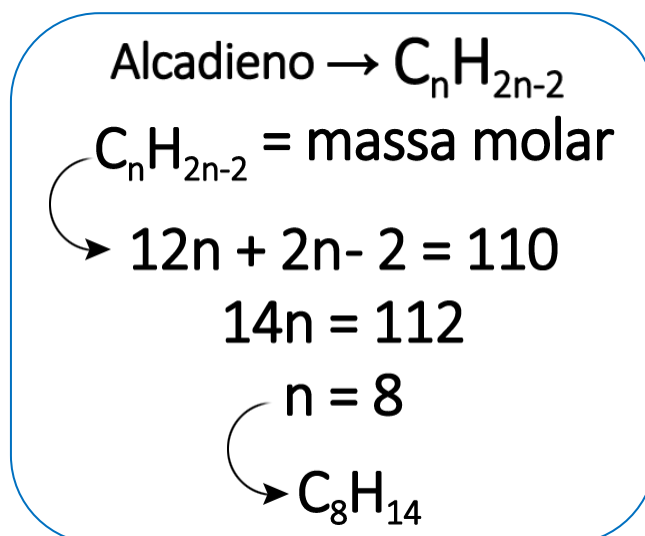 Alcadieno → CₙH₂ₙ₋₂
CₙH₂ₙ₋₂ = massa molar
12n + 2n- 2 = 110
14n = 112
n = 8
C₈H₁₄